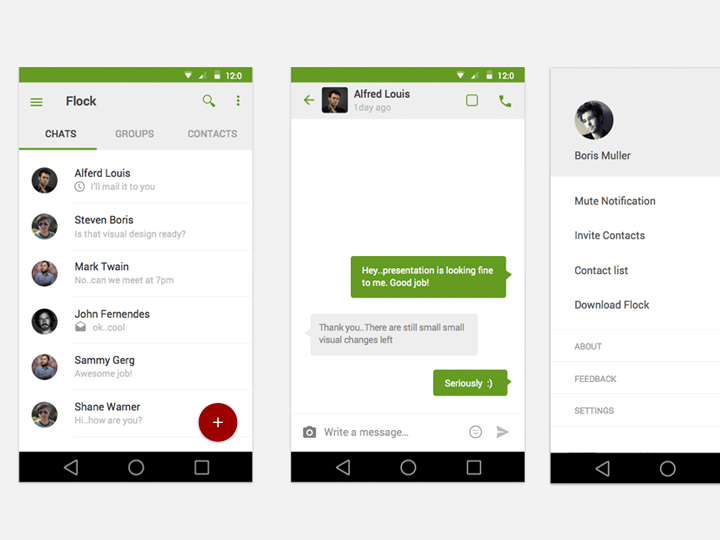 12:0
Flock
CHATS GROUPS CONTACTS
Alferd Louis
I'll mail it to you
Steven Boris
Is that visual design ready?
Mark Twain
No..can we meet at 7pm
John Fernendes
ok..cool
Sammy Gerg
Awesome job!
Shane Warner
Hi..how are you?
12:0
Alfred Louis
1day ago
Hey..presentation is looking fine
to me. Good job!
Thank you..There are still small small
visual changes left
Seriously :)
Write a message...
Boris Muller
Mute Notification
Invite Contacts
Contact list
Download Flock
ABOUT
FEEDBACK
SETTINGS